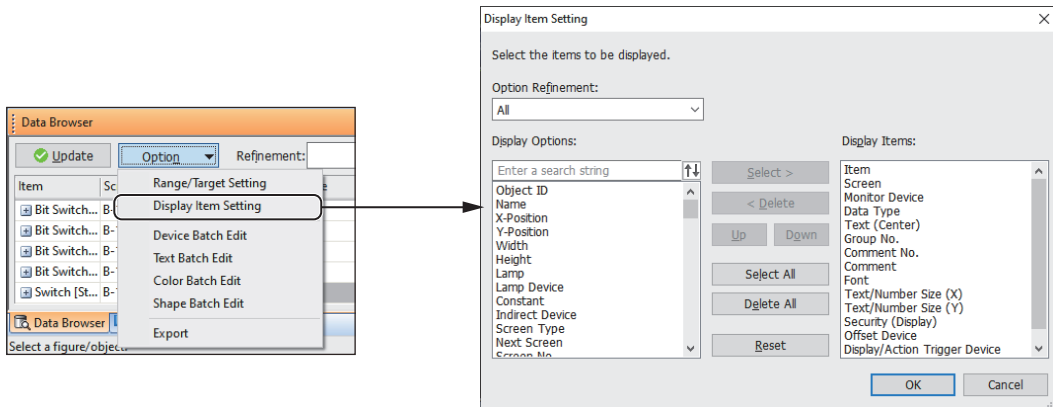 Data Browser
Update
Option
Refinement:
Item
Bit Switch... B-
Bit Switch... B-
Bit Switch... B-
Bit Switch... B-
Switch [St... B-
Range/Target Setting
Display Item Setting
Device Batch Edit
Text Batch Edit
Color Batch Edit
Shape Batch Edit
Export
Data Browser
Select a figure/object.
Display Item Setting
Select the items to be displayed.
Option Refinement:
All
Display Options:
Enter a search string
Object ID
Name
X-Position
Y-Position
Width
Height
Lamp
Lamp Device
Constant
Indirect Device
Screen Type
Next Screen
Screen No.
Select >
< Delete
Up
Down
Select All
Delete All
Reset
Display Items:
Item
Screen
Monitor Device
Data Type
Text (Center)
Group No.
Comment No.
Comment
Font
Text/Number Size (X)
Text/Number Size (Y)
Security (Display)
Offset Device
Display/Action Trigger Device
OK
Cancel